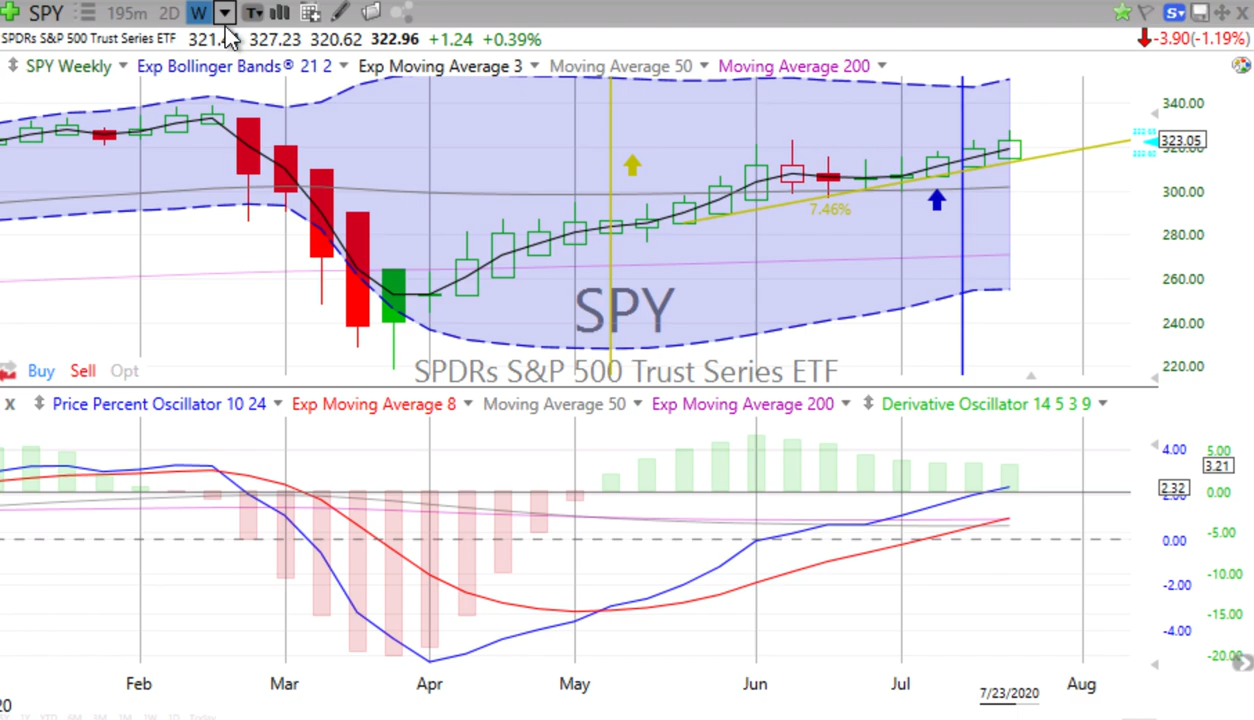 SPY 195m 2D W T S
SPDRs S&P 500 Trust Series ETF 327.23 320.62 322.96 +1.24 +0.39% -3.90(-1.19%)
SPY Weekly Exp Bollinger Bands® 21 2 Exp Moving Average 3 Moving Average 50 Moving Average 200
340.00
323.05
300.00
7.46%
280.00
260.00
SPY
240.00
220.00
Buy Sell Opt SPDRs S&P 500 Trust Series ETF
X Price Percent Oscillator 10 24 Exp Moving Average 8 Moving Average 50 Exp Moving Average 200 Derivative Oscillator 14 5 3 9
4.00 5.00
3.21
2.32 0.00
-5.00
0.00
-10.00
-2.00
-15.00
-4.00
-20.00
Feb Mar Apr May Jun Jul Aug
7/23/2020
20